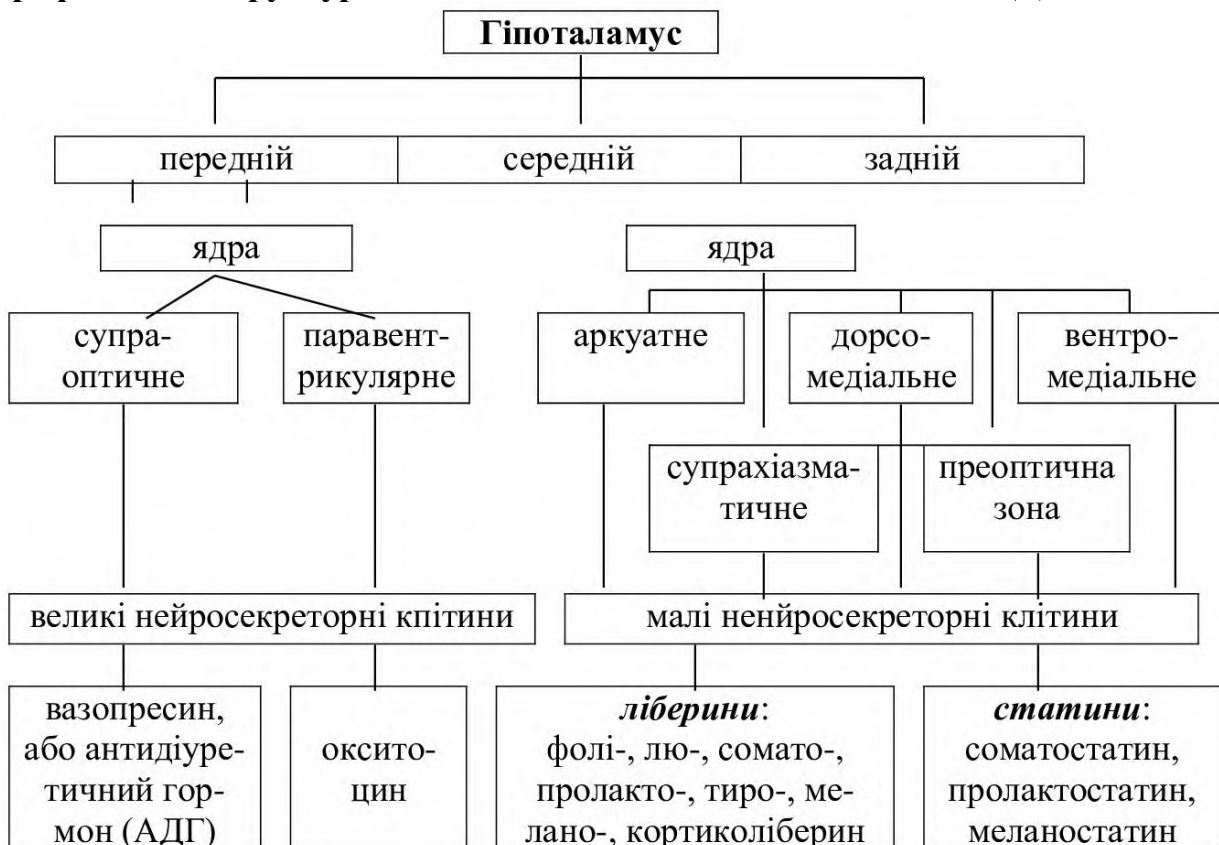 Гіпоталамус
передній середній задній
ядра ядра
супра-
оптичне
паравент-
рикулярне
аркуатне
дорсо-
медіальне
вентро-
медіальне
супрахіазма-
тичне
преоптична
зона
великі нейросекреторні кпітини
малі ненйросекреторні клітини
вазопресин,
або антидіуре-
тичний гор-
мон (АДГ)
оксито-
цин
ліберини:
фолі-, лю-, сомато-,
пролакто-, тиро-, ме-
лано-, кортиколіберин
статини:
соматостатин,
пролактостатин,
меланостатин